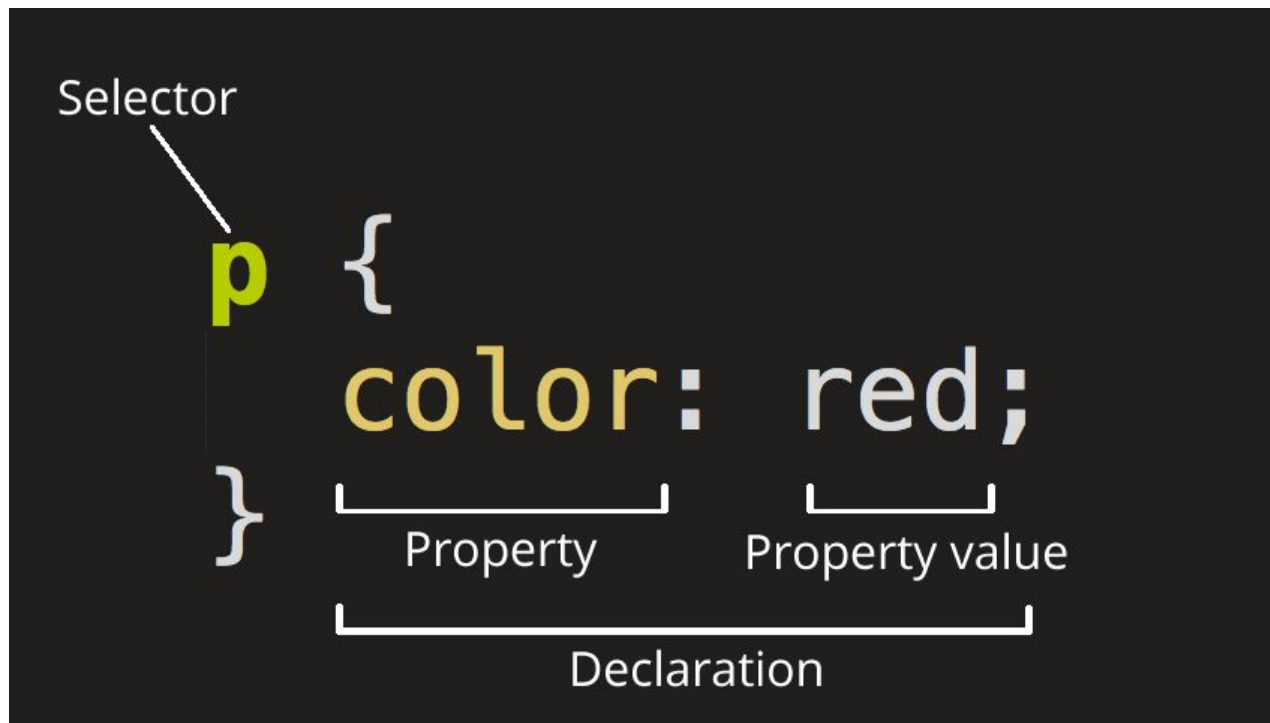 Selector
p {
color: red;
}
Property
Property value
Declaration